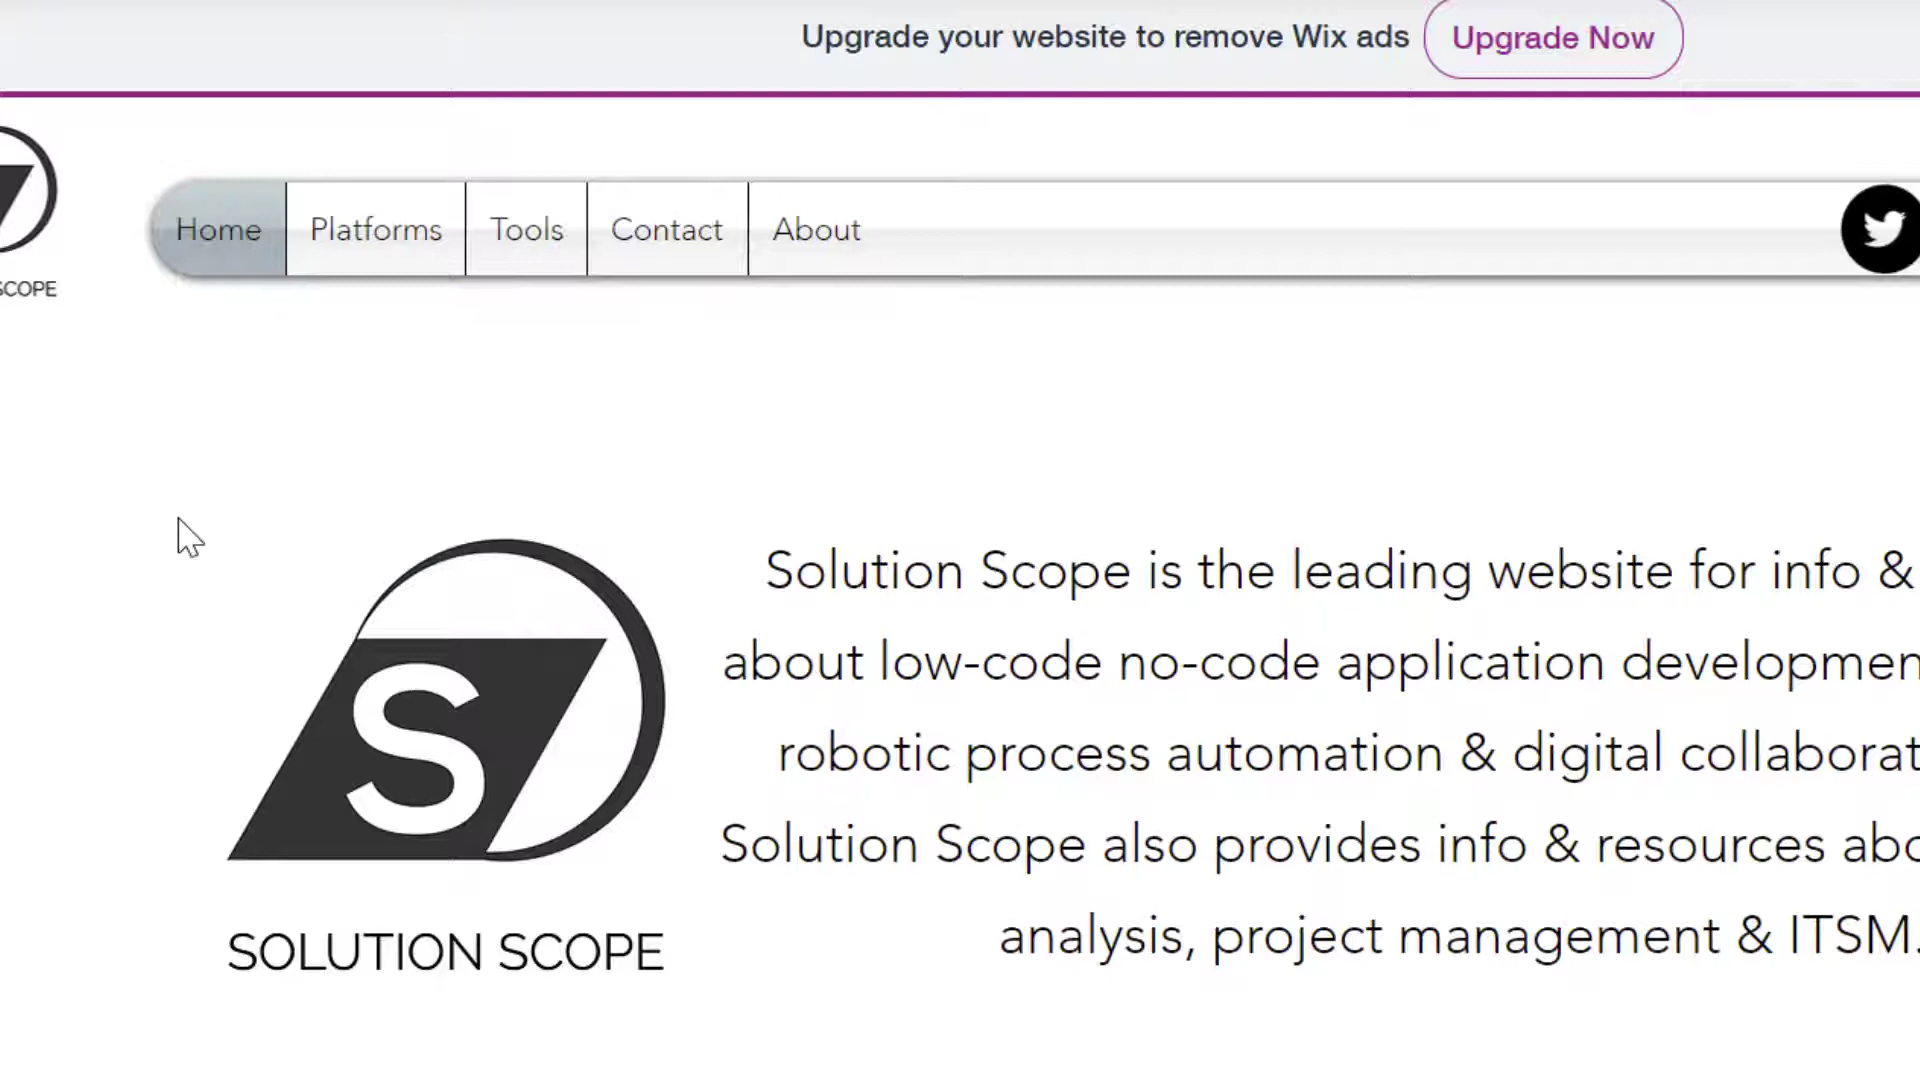 Upgrade your website to remove Wix ads Upgrade Now
SCOPE
Home Platforms Tools Contact About
Solution Scope is the leading website for info &
about low-code no-code application developmen
robotic process automation & digital collaborat
Solution Scope also provides info & resources abo
analysis, project management & ITSM.
S
SOLUTION SCOPE